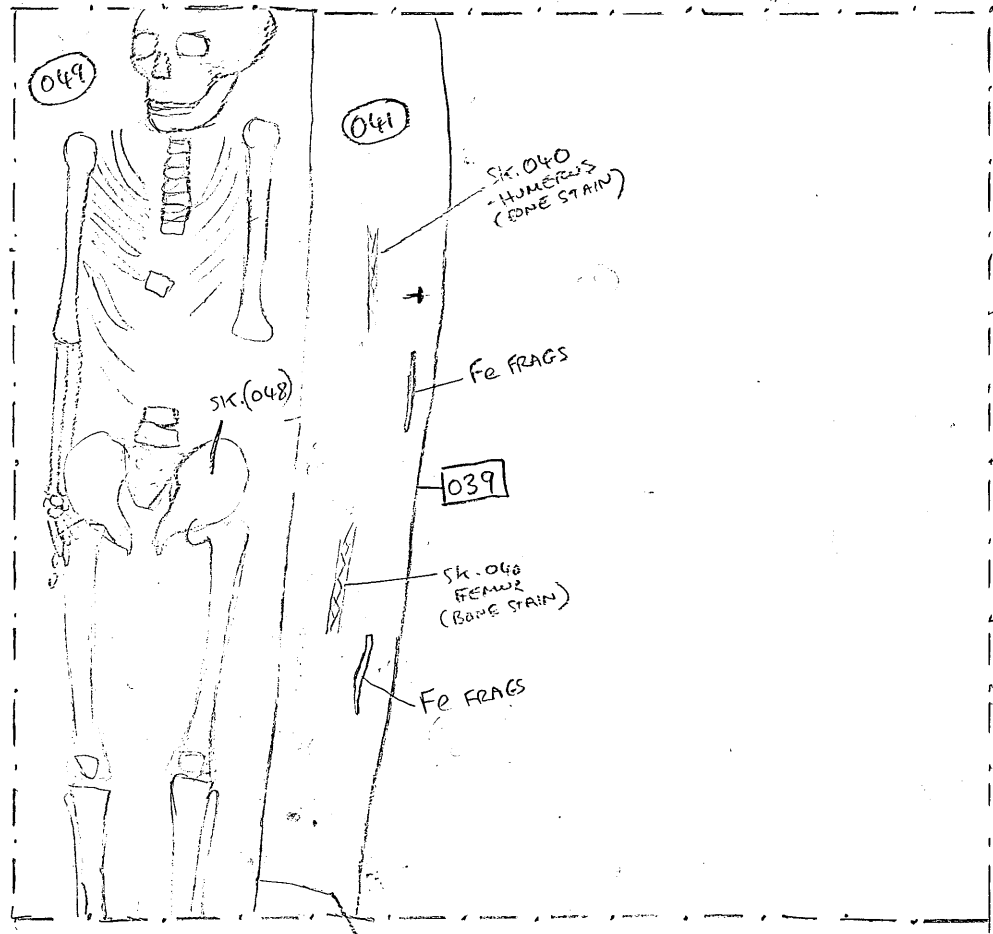 049
041
SK. 040
- HUMERUS
(BONE STAIN)
Fe FRAGS
SK.(048)
039
SK. 040
FEMUR
(BONE STAIN)
Fe FRAGS